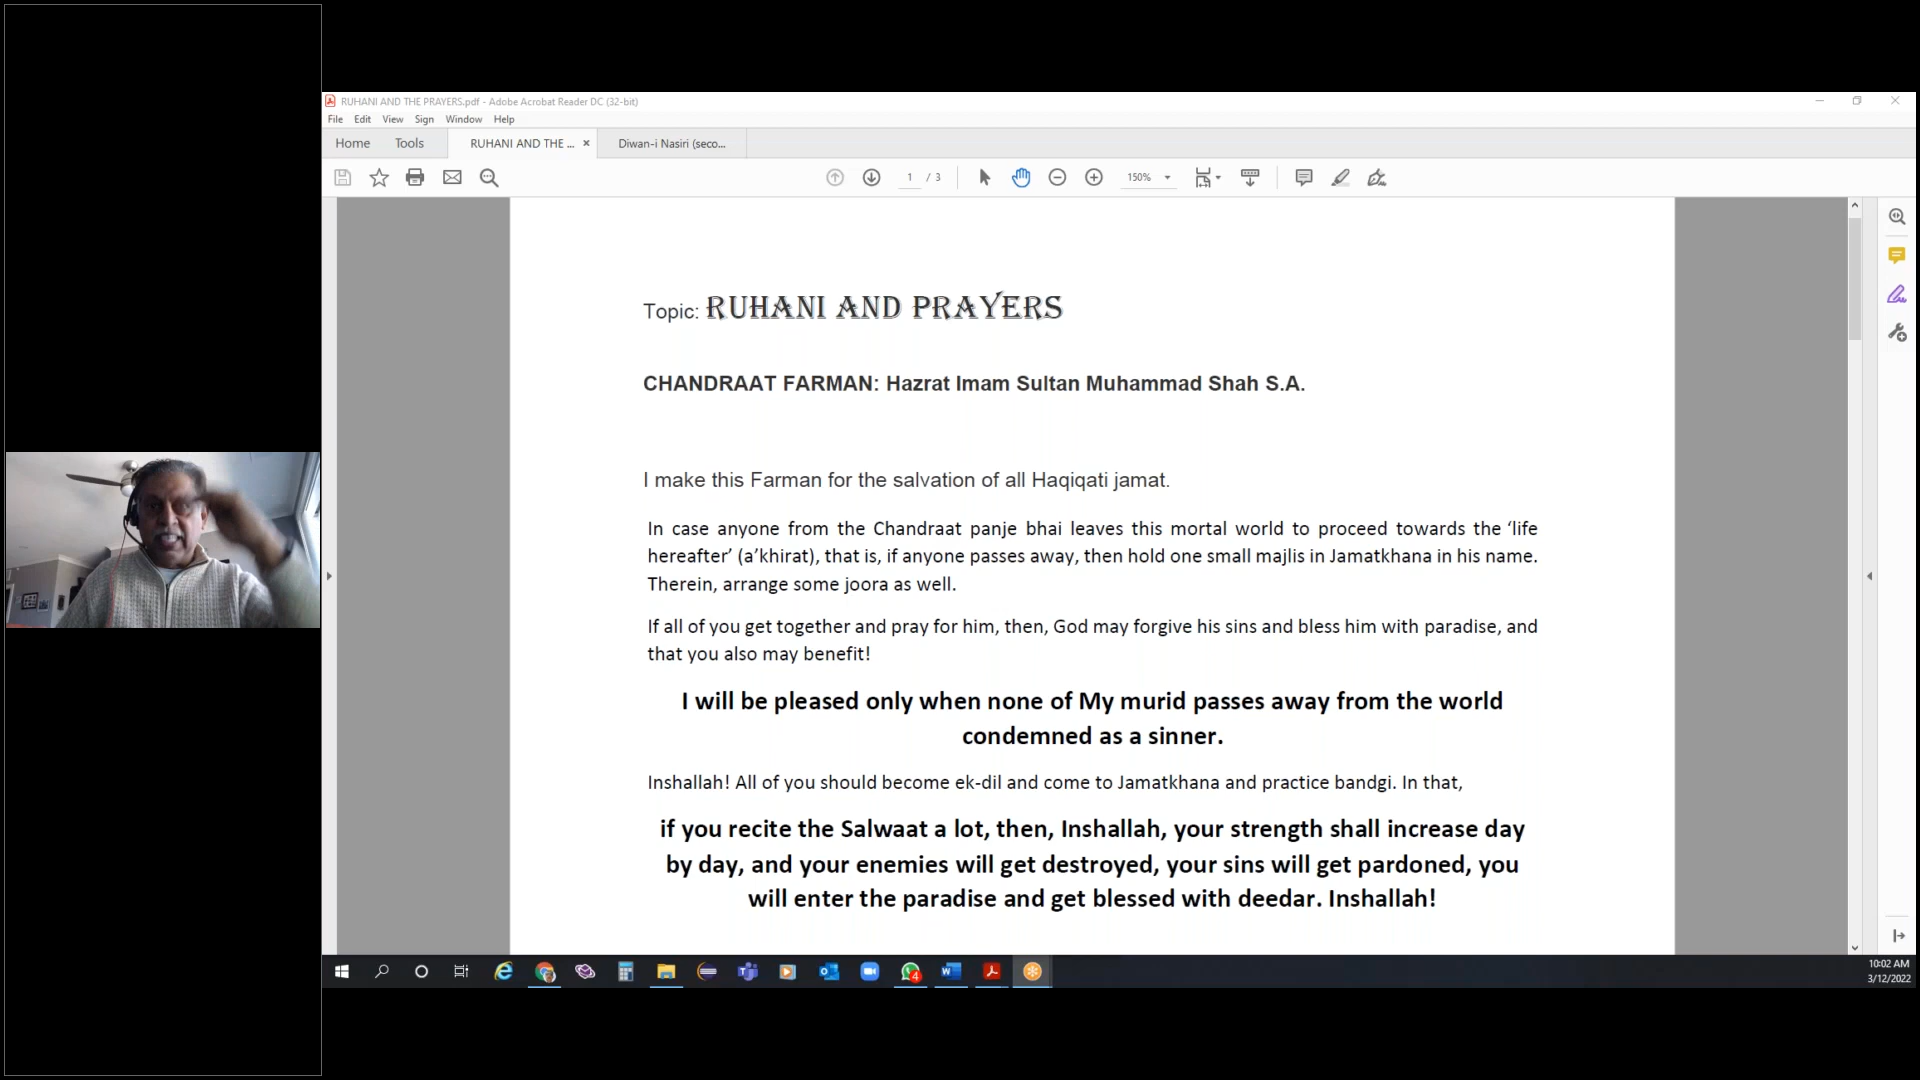 RUHANI AND THE PRAYERS.pdf - Adobe Acrobat Reader DC (32-bit)
File Edit View Sign Window Help
Home Tools RUHANI AND THE ... × Diwan-i Nasiri (seco...
1 / 3 150%
Topic: RUHANI AND PRAYERS
CHANDRAAT FARMAN: Hazrat Imam Sultan Muhammad Shah S.A.
I make this Farman for the salvation of all Haqiqati jamat.
In case anyone from the Chandraat panje bhai leaves this mortal world to proceed towards the ‘life
hereafter’ (a’khirat), that is, if anyone passes away, then hold one small majlis in Jamatkhana in his name.
Therein, arrange some joora as well.
If all of you get together and pray for him, then, God may forgive his sins and bless him with paradise, and
that you also may benefit!
I will be pleased only when none of My murid passes away from the world
condemned as a sinner.
Inshallah! All of you should become ek-dil and come to Jamatkhana and practice bandgi. In that,
if you recite the Salwaat a lot, then, Inshallah, your strength shall increase day
by day, and your enemies will get destroyed, your sins will get pardoned, you
will enter the paradise and get blessed with deedar. Inshallah!
4
10:02 AM
3/12/2022